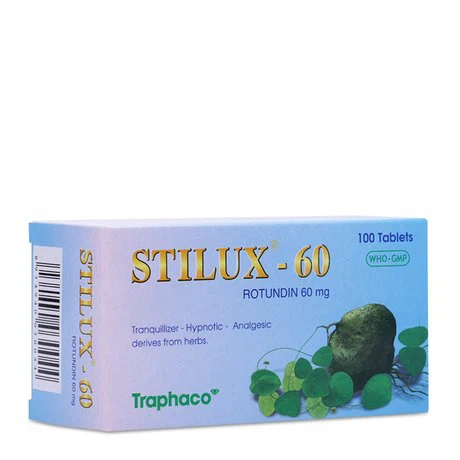 STILUX® - 60
ROTUNDIN 60 mg
Tranquillizer - Hypnotic - Analgesic
derives from herbs.
Traphaco
100 Tablets
WHO-GMP
STILUX - 60
ROTUNDIN 60 mg